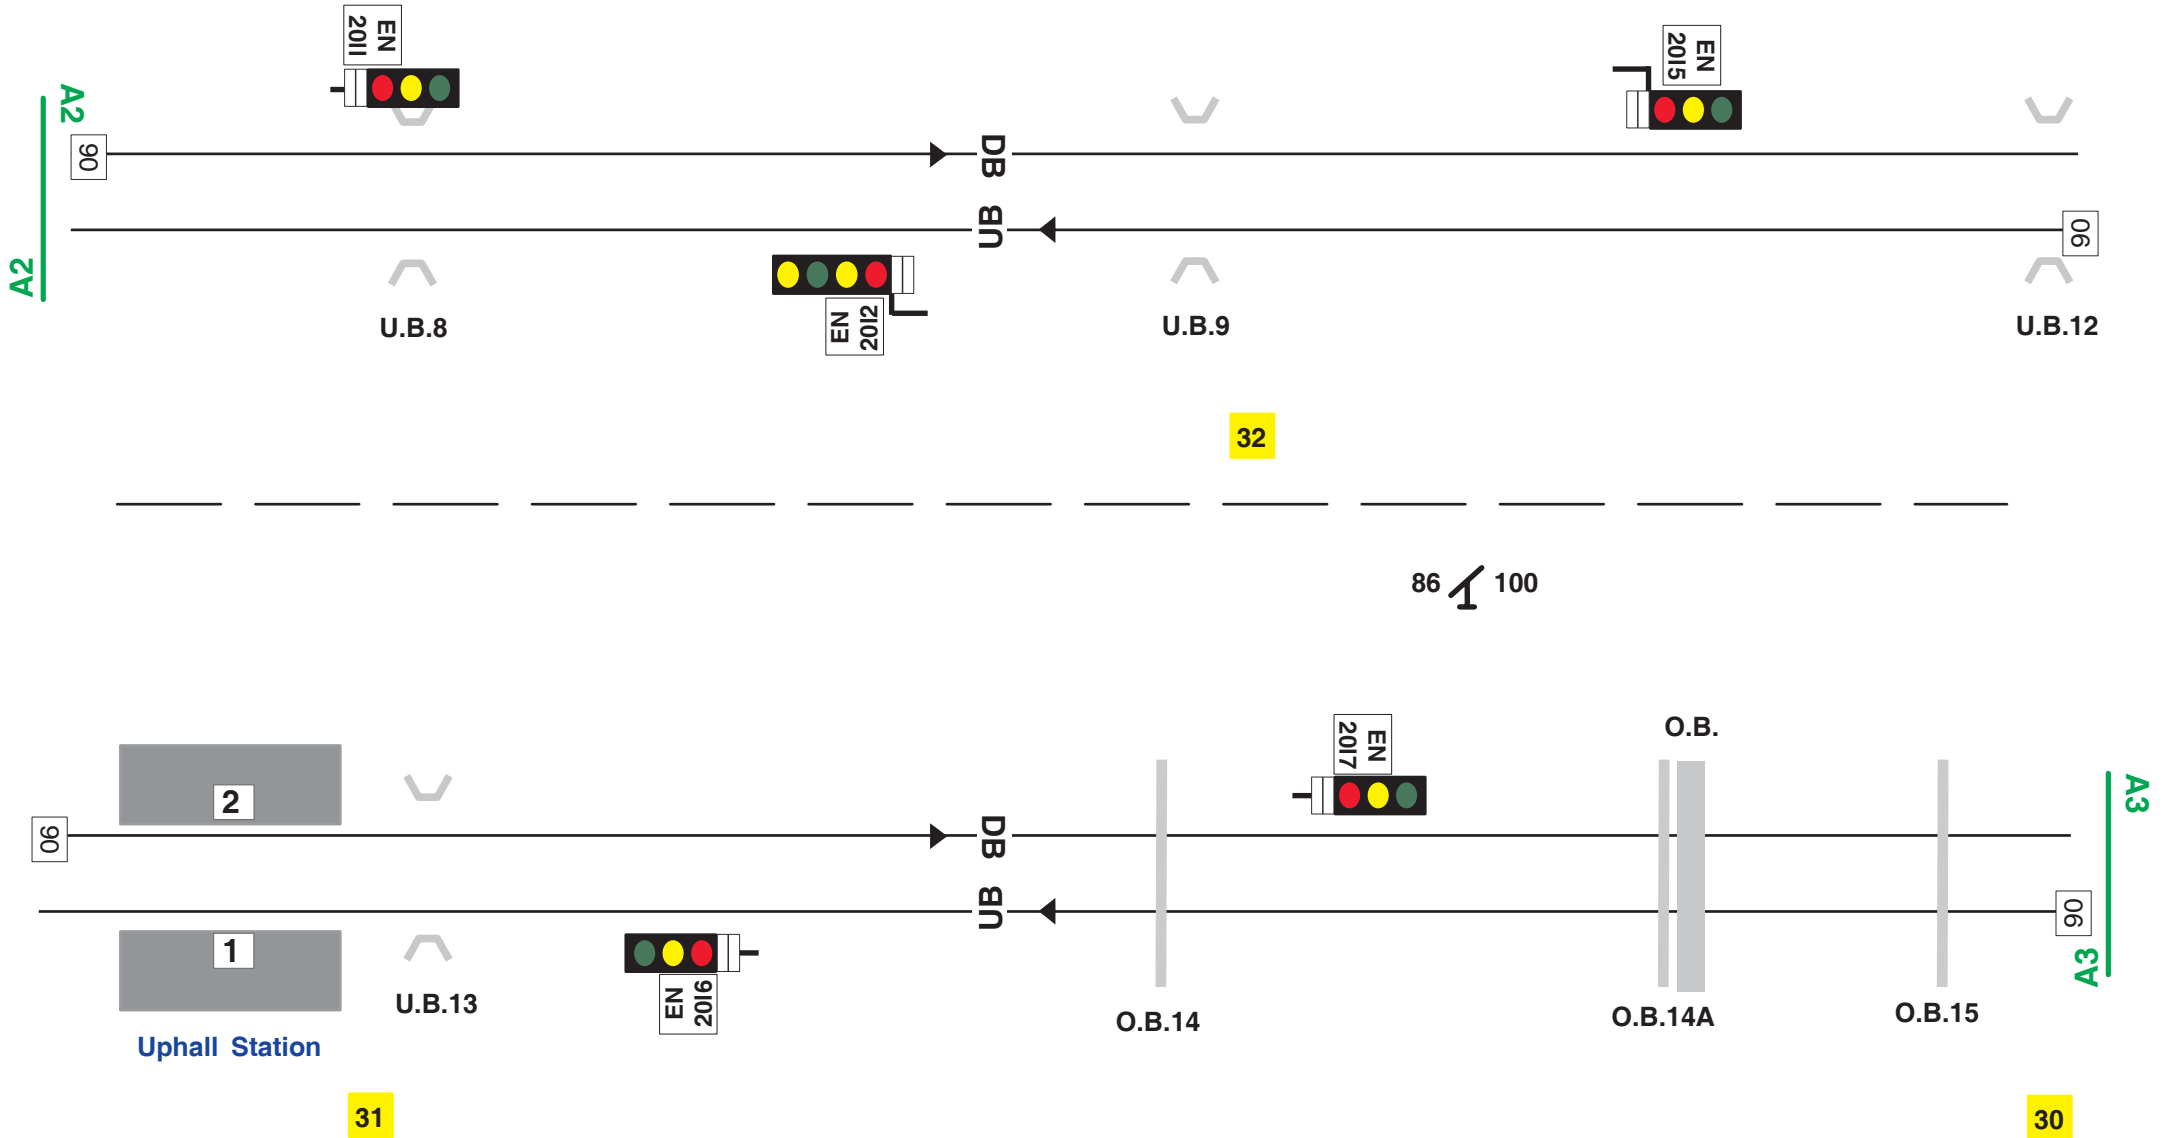 EN
20I1
EN
20I5
A2
90
DB
UB
90
A2
U.B.8
EN
20I2
U.B.9
U.B.12
32
86 100
O.B.
EN
20I7
2
90
DB
A3
UB
90
1
A3
U.B.13
EN
20I6
O.B.14
O.B.14A
O.B.15
Uphall Station
31
30